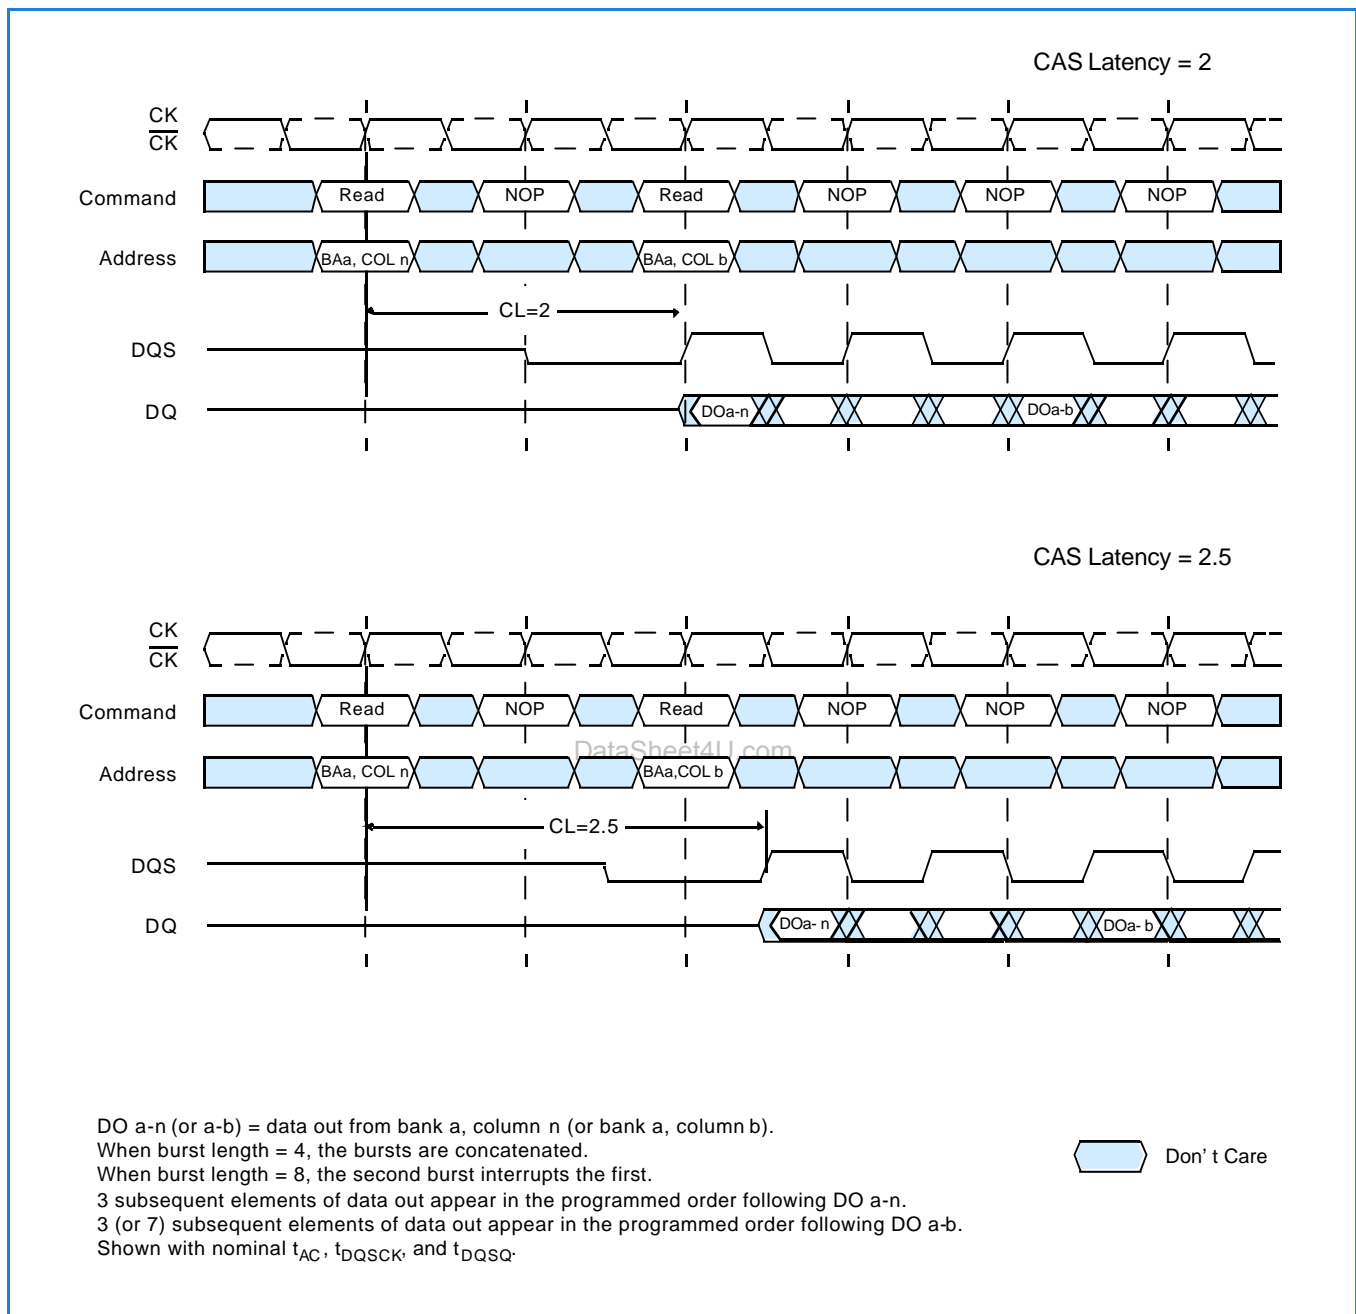 CAS Latency = 2
CK
CK
Command Read NOP Read NOP NOP NOP
Address BAa, COL n BAa, COL b
CL=2
DQS
DQ DOa-n DOa-b
CAS Latency = 2.5
CK
CK
Command Read NOP Read NOP NOP NOP
DataSheet4U.com
Address BAa, COL n BAa,COL b
CL=2.5
DQS
DQ DOa- n DOa- b
DO a-n (or a-b) = data out from bank a, column n (or bank a, column b).
When burst length = 4, the bursts are concatenated.
When burst length = 8, the second burst interrupts the first.
3 subsequent elements of data out appear in the programmed order following DO a-n.
3 (or 7) subsequent elements of data out appear in the programmed order following DO a-b.
Shown with nominal tAC, tDQSCK, and tDQSQ.
Don' t Care